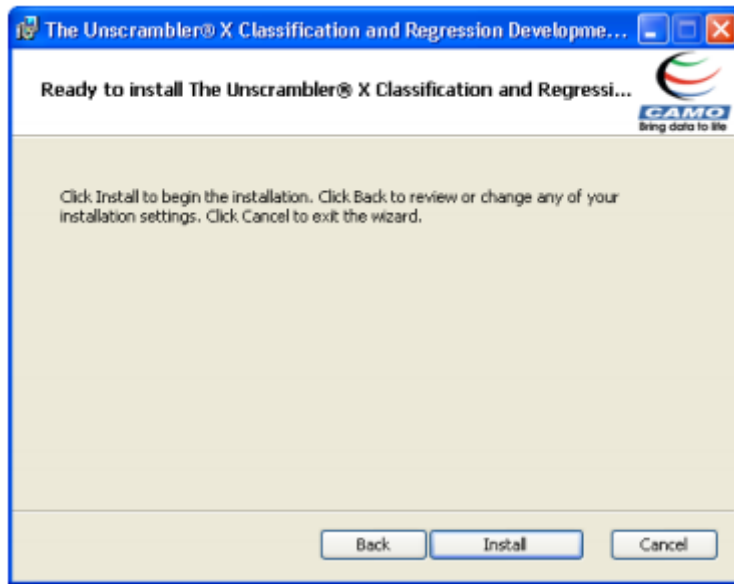 The Unscrambler® X Classification and Regression Developme...
Ready to install The Unscrambler® X Classification and Regressi...
CAMO
Bring data to life
Click Install to begin the installation. Click Back to review or change any of your
installation settings. Click Cancel to exit the wizard.
Back
Install
Cancel